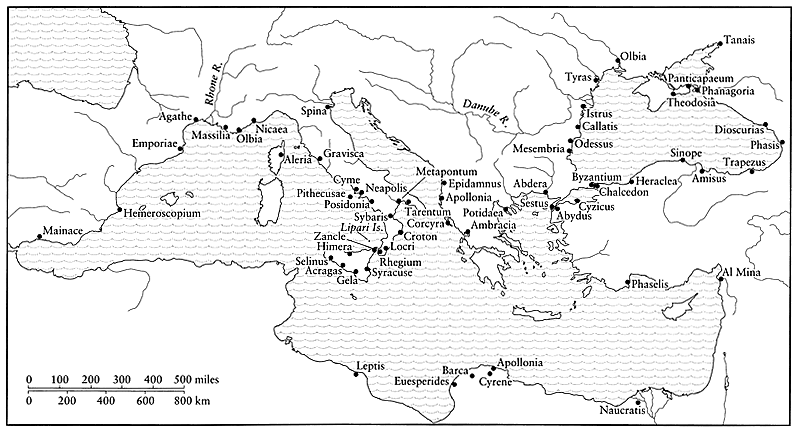 Tanais
Olbia
Tyras
Panticapaeum
Phanagoria
Theodosia
Rhone R.
Danube R.
Spina
Istrus
Agathe
Callatis
Dioscurias
Massilia
Olbia
Nicaea
Odessus
Phasis
Emporiae
Mesembria
Aleria
Gravisca
Sinope
Trapezus
Metapontum
Amisus
Cyme
Neapolis
Epidamnus
Abdera
Byzantium
Heraclea
Pithecusae
Apollonia
Chalcedon
Posidonia
Sestus
Cyzicus
Hemeroscopium
Sybaris
Tarentum
Potidaea
Abydus
Lipari Is.
Corcyra
Ambracia
Mainace
Zancle
Croton
Himera
Locri
Selinus
Rhegium
Acragas
Syracuse
Gela
Phaselis
Al Mina
Leptis
Barca
Apollonia
Euesperides
Cyrene
Naucratis
0 100 200 300 400 500 miles
0 200 400 600 800 km